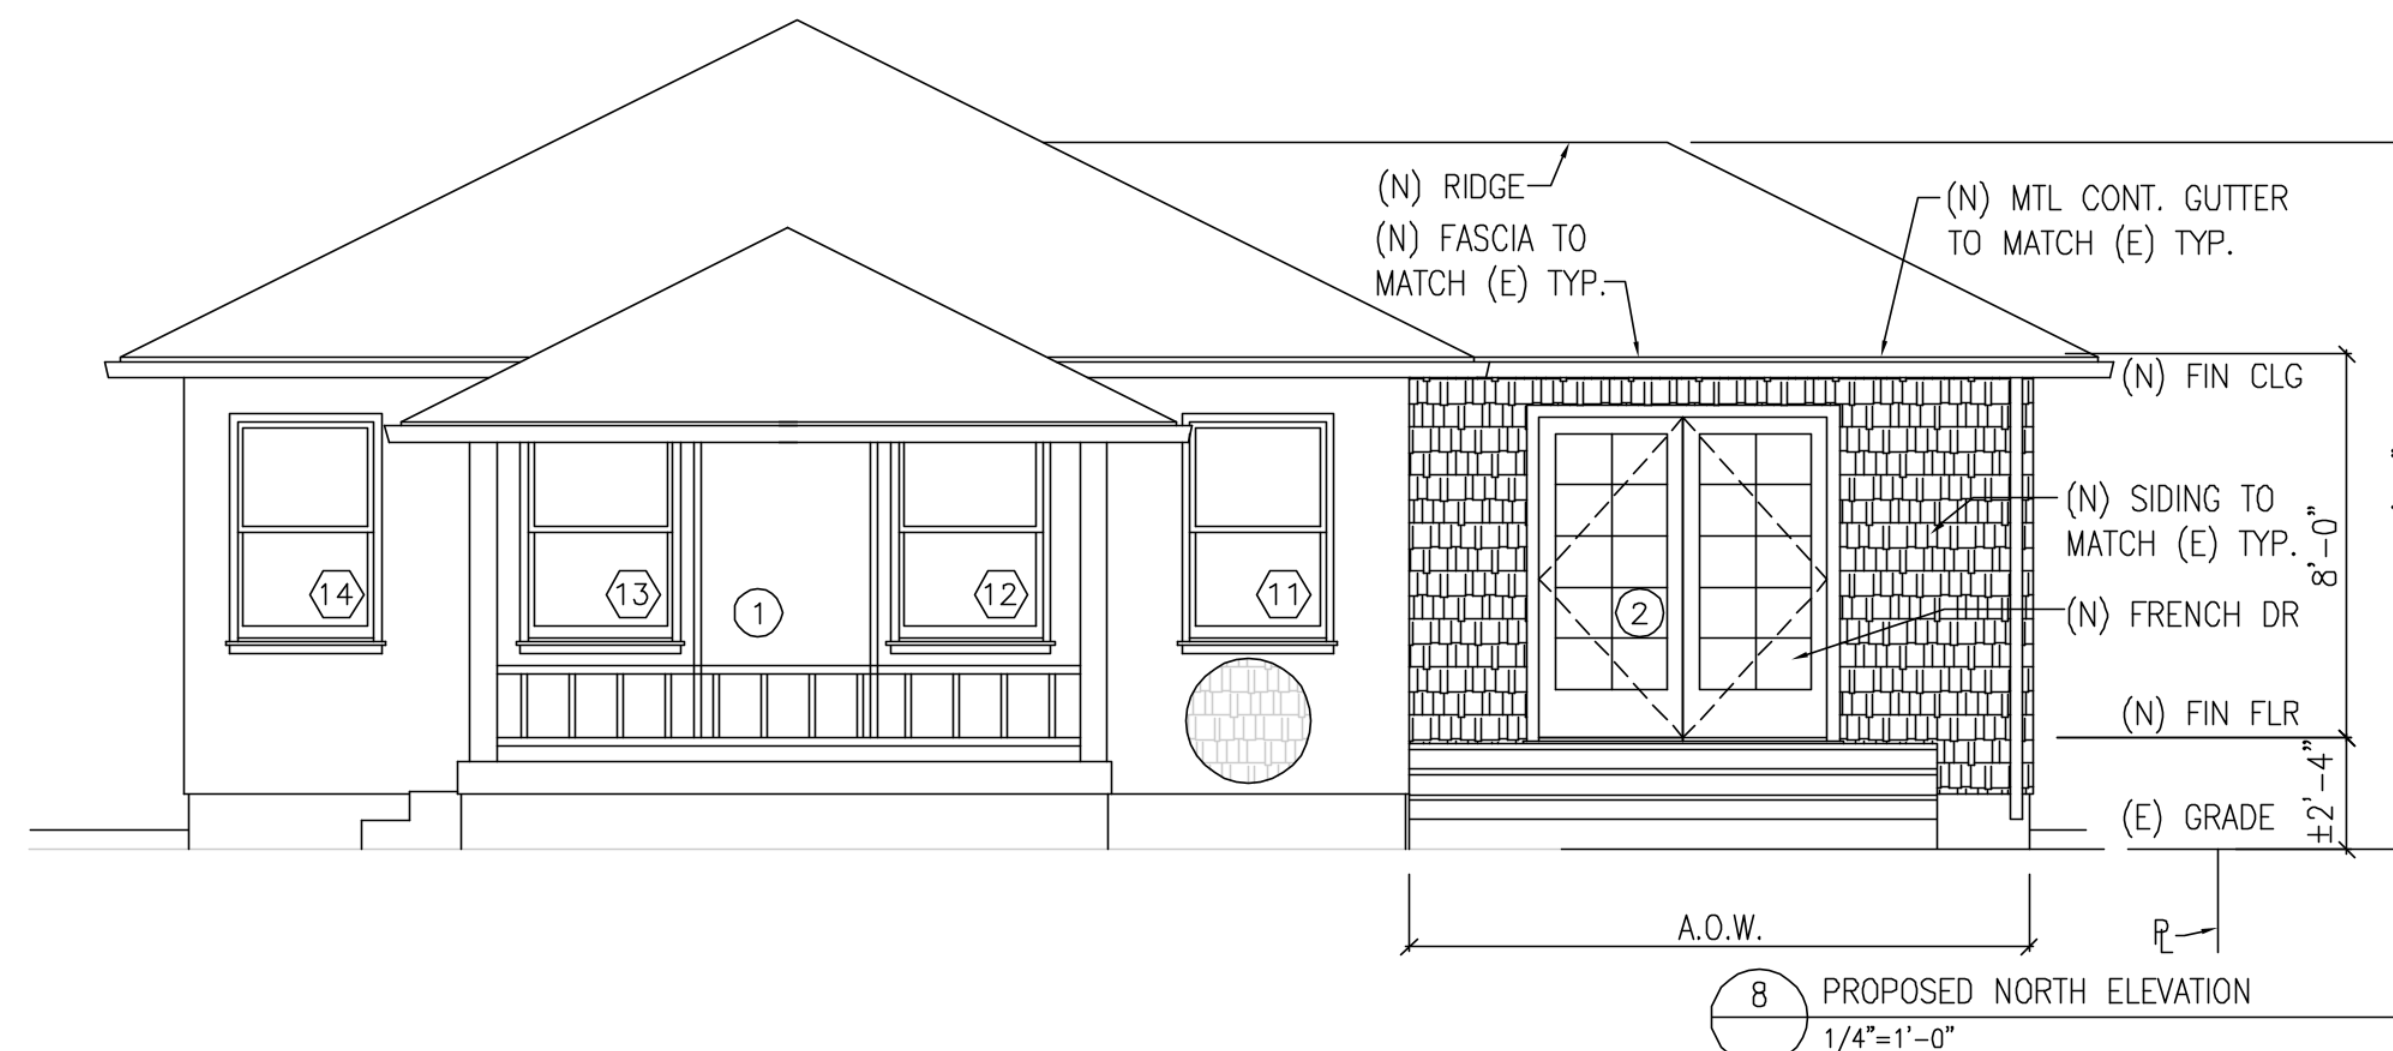 (N) RIDGE
(N) FASCIA TO
MATCH (E) TYP.
(N) MTL CONT. GUTTER
TO MATCH (E) TYP.
(N) FIN CLG
(N) SIDING TO
MATCH (E) TYP.
8'-0"
(N) FRENCH DR
(N) FIN FLR
±2'-4"
(E) GRADE
14
13
1
12
11
2
A.O.W.
PL
8
PROPOSED NORTH ELEVATION
1/4"=1'-0"